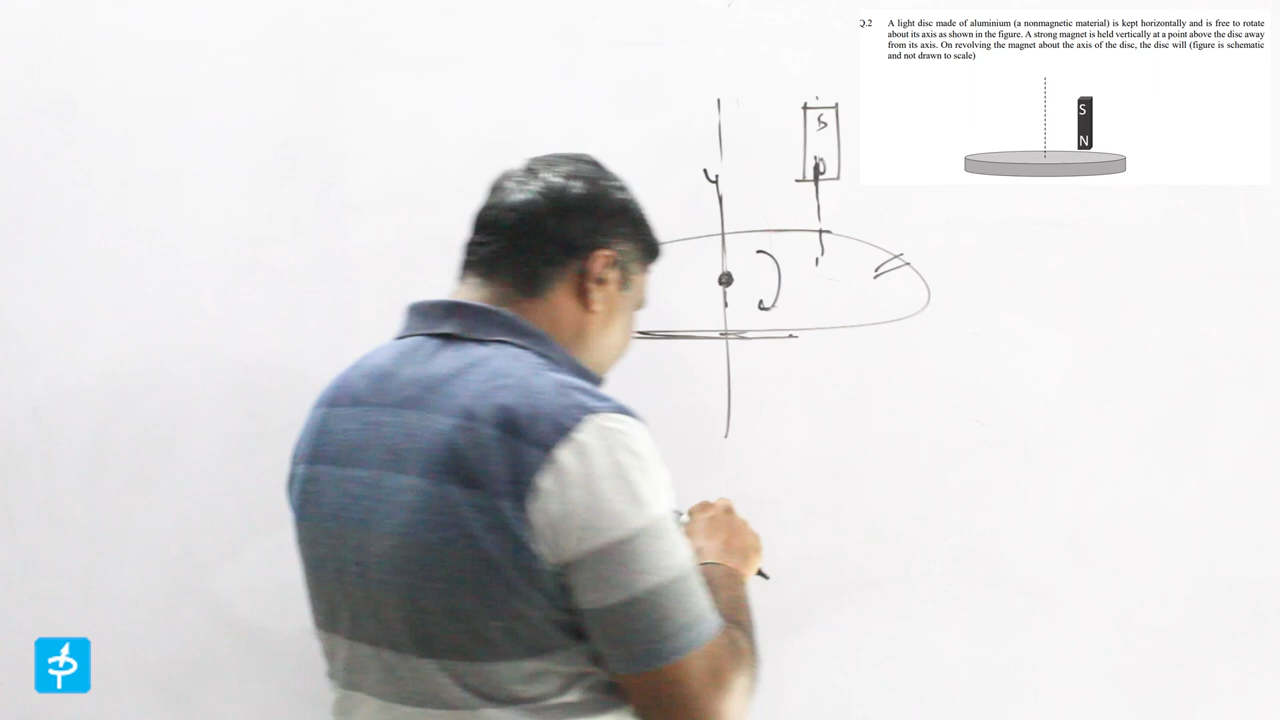 Q.2 A light disc made of aluminium (a nonmagnetic material) is kept horizontally and is free to rotate
about its axis as shown in the figure. A strong magnet is held vertically at a point above the disc away
from its axis. On revolving the magnet about the axis of the disc, the disc will (figure is schematic
and not drawn to scale)
S
N
S